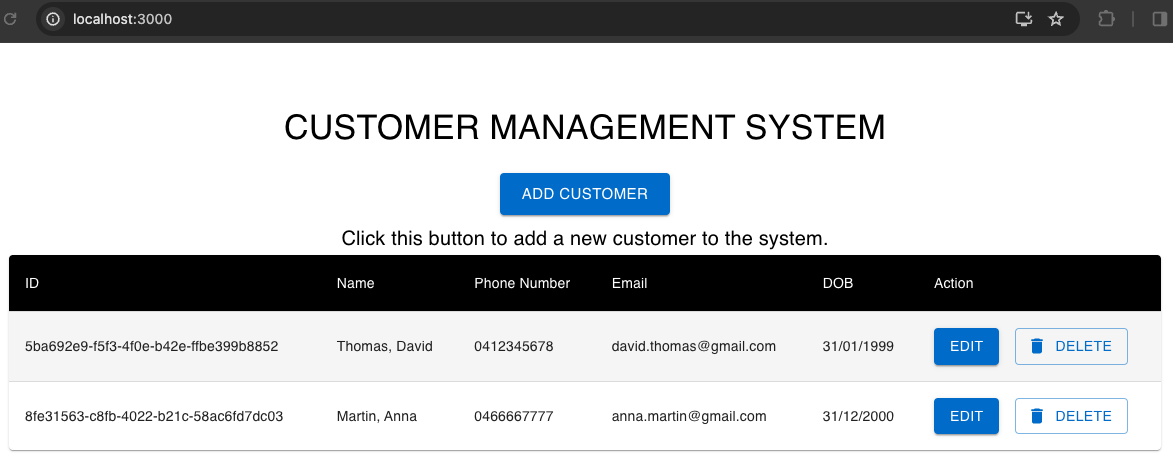 localhost:3000
CUSTOMER MANAGEMENT SYSTEM
ADD CUSTOMER
Click this button to add a new customer to the system.
ID Name Phone Number Email DOB Action
5ba692e9-f5f3-4f0e-b42e-ffbe399b8852 Thomas, David 0412345678 david.thomas@gmail.com 31/01/1999 EDIT DELETE
8fe31563-c8fb-4022-b21c-58ac6fd7dc03 Martin, Anna 0466667777 anna.martin@gmail.com 31/12/2000 EDIT DELETE